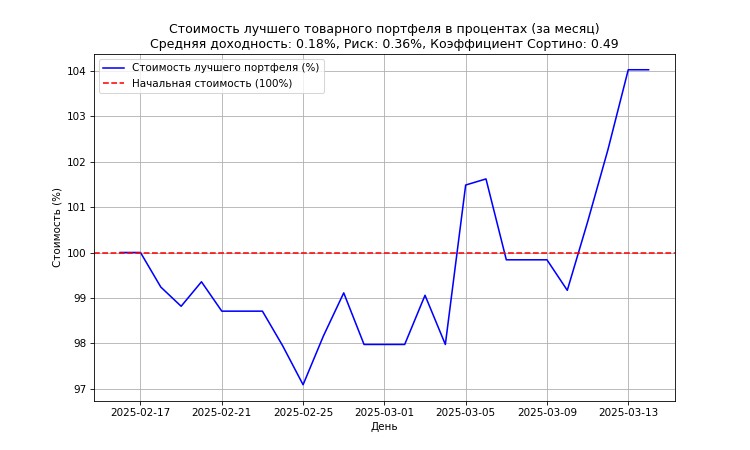 Стоимость лучшего товарного портфеля в процентах (за месяц)
Средняя доходность: 0.18%, Риск: 0.36%, Коэффициент Сортино: 0.49
Стоимость лучшего портфеля (%)
Начальная стоимость (100%)
Стоимость (%)
104
103
102
101
100
99
98
97
2025-02-17 2025-02-21 2025-02-25 2025-03-01 2025-03-05 2025-03-09 2025-03-13
День